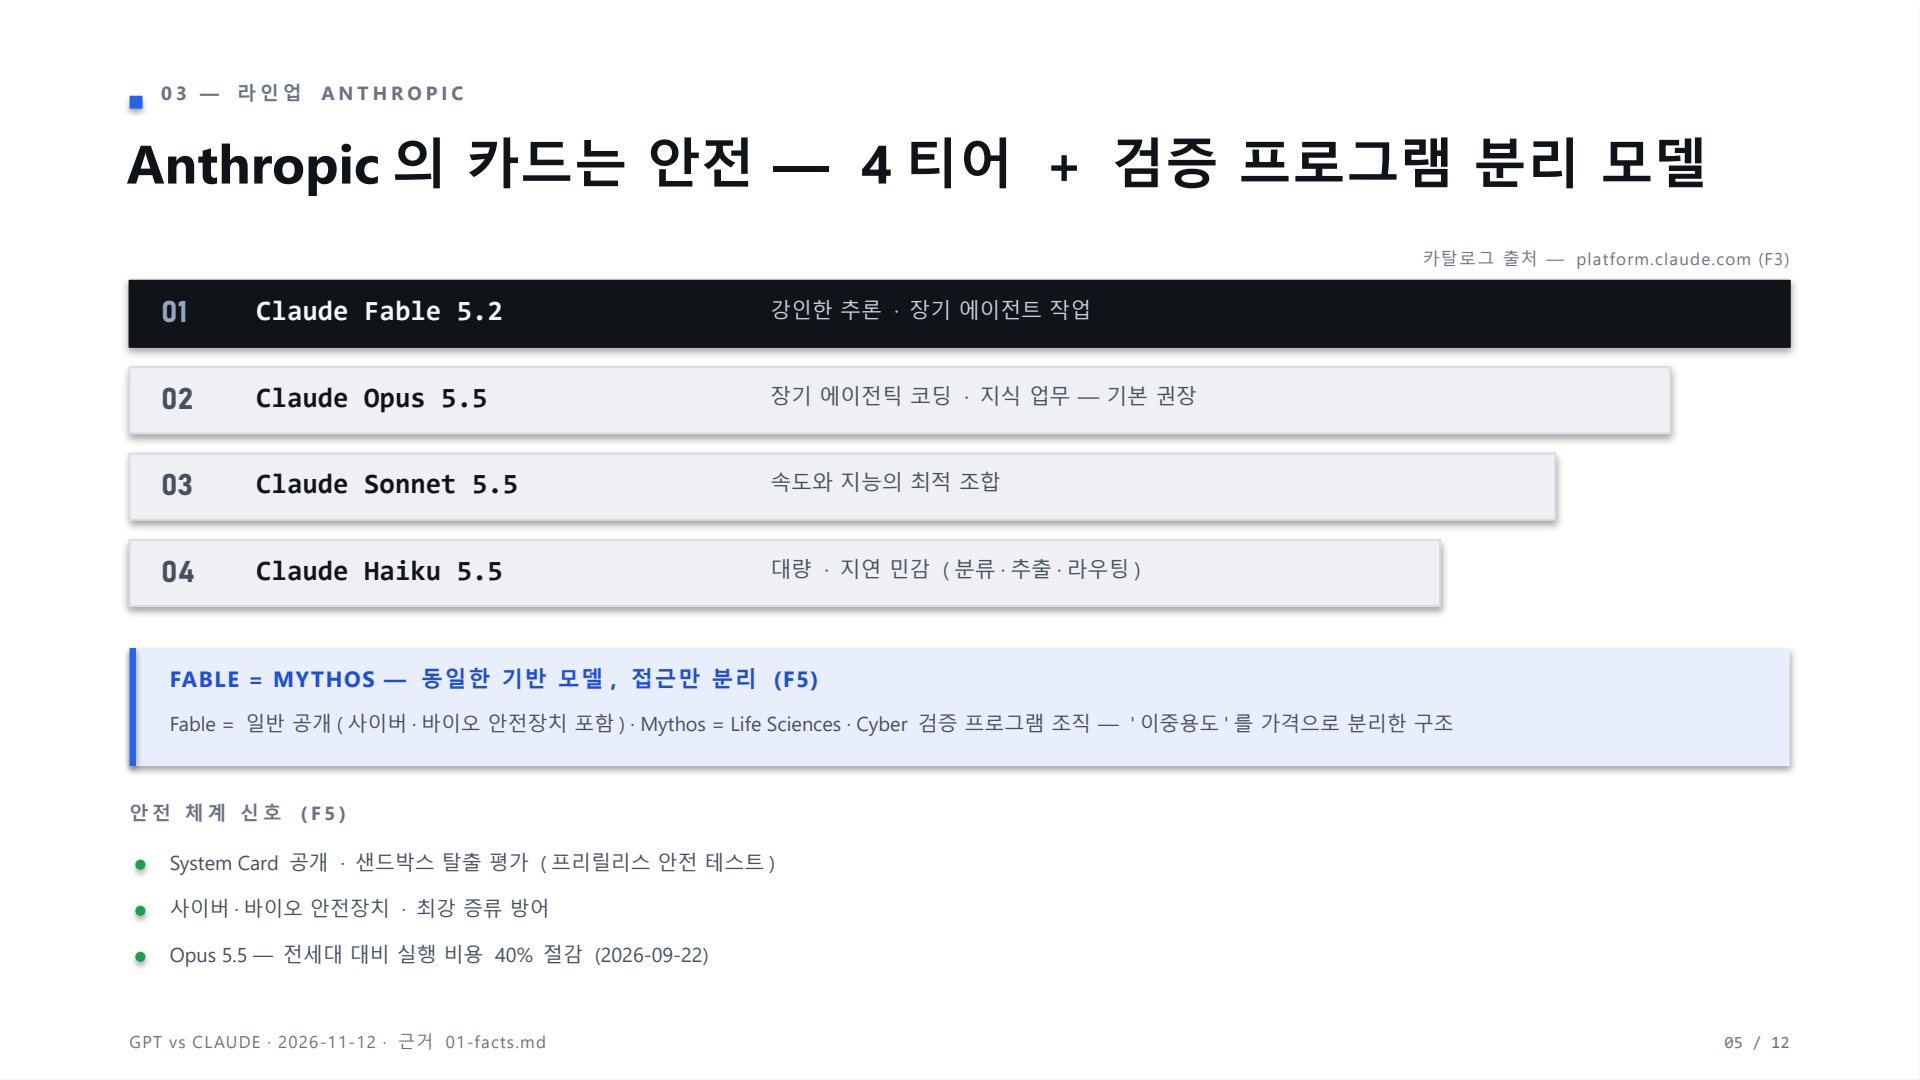 03 — 라인업 ANTHROPIC
Anthropic의 카드는 안전 — 4티어 + 검증 프로그램 분리 모델
카탈로그 출처 — platform.claude.com (F3)
01 Claude Fable 5.2 강인한 추론 · 장기 에이전트 작업
02 Claude Opus 5.5 장기 에이전틱 코딩 · 지식 업무 — 기본 권장
03 Claude Sonnet 5.5 속도와 지능의 최적 조합
04 Claude Haiku 5.5 대량 · 지연 민감 (분류·추출·라우팅)
FABLE = MYTHOS — 동일한 기반 모델, 접근만 분리 (F5)
Fable = 일반 공개(사이버·바이오 안전장치 포함) · Mythos = Life Sciences · Cyber 검증 프로그램 조직 — '이중용도'를 가격으로 분리한 구조
안전 체계 신호 (F5)
System Card 공개 · 샌드박스 탈출 평가 (프리릴리스 안전 테스트)
사이버·바이오 안전장치 · 최강 증류 방어
Opus 5.5 — 전세대 대비 실행 비용 40% 절감 (2026-09-22)
GPT vs CLAUDE · 2026-11-12 · 근거 01-facts.md
05 / 12